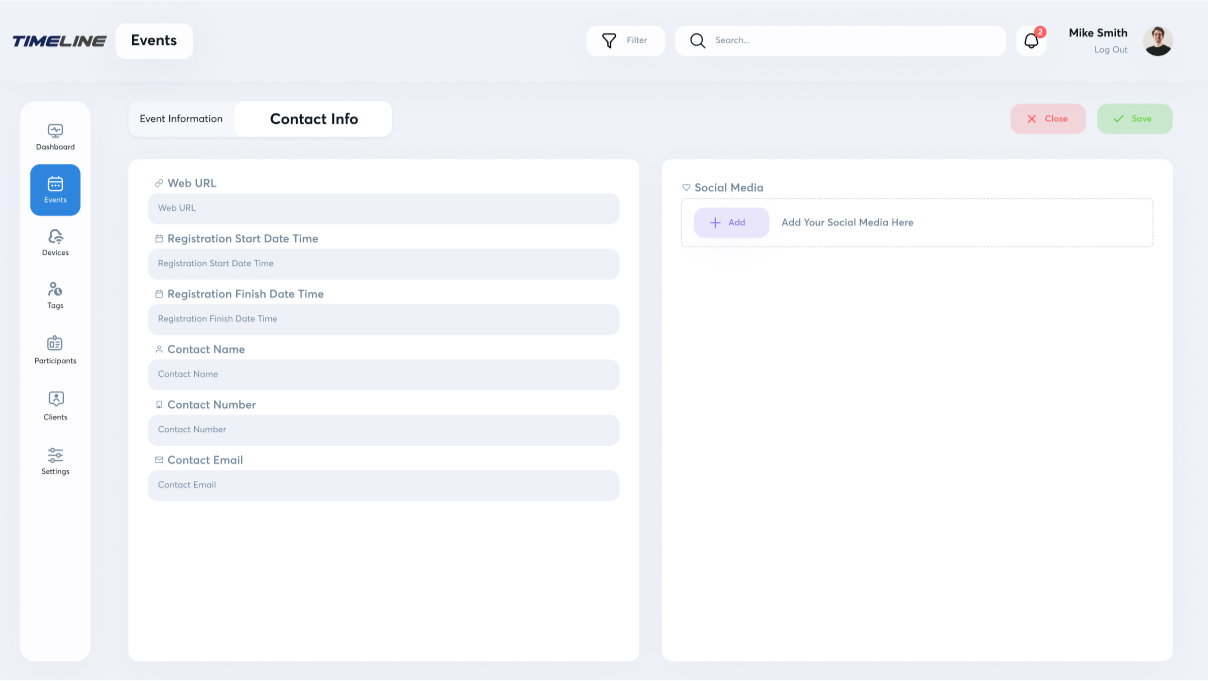 TIMELINE
Events
Filter
Search...
2
Mike Smith
Log Out
Dashboard
Events
Devices
Tags
Participants
Clients
Settings
Event Information
Contact Info
Close
Save
Web URL
Web URL
Registration Start Date Time
Registration Start Date Time
Registration Finish Date Time
Registration Finish Date Time
Contact Name
Contact Name
Contact Number
Contact Number
Contact Email
Contact Email
Social Media
Add
Add Your Social Media Here